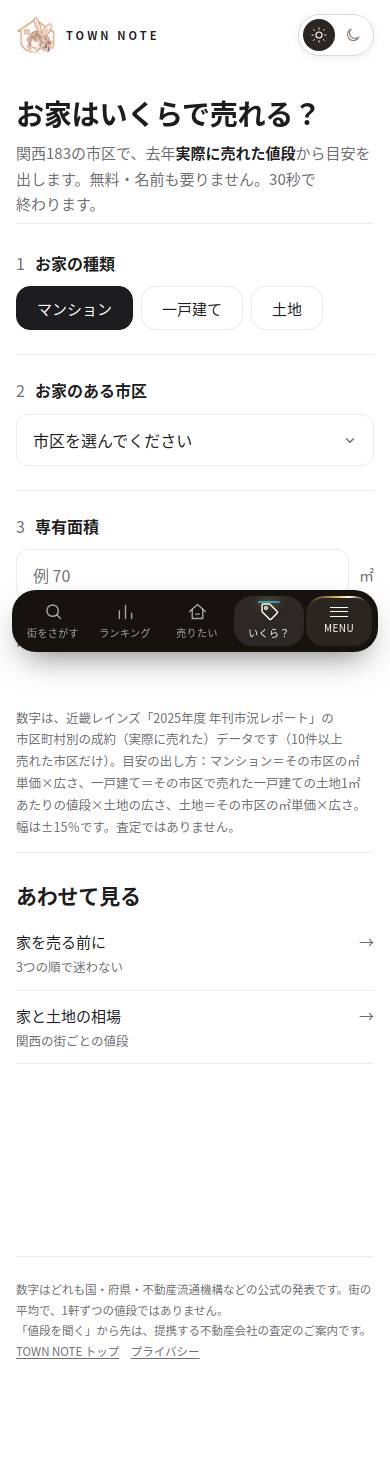 TOWN NOTE
お家はいくらで売れる？
関西183の市区で、去年実際に売れた値段から目安を
出します。無料・名前も要りません。30秒で
終わります。
1 お家の種類
マンション 一戸建て 土地
2 お家のある市区
市区を選んでください
3 専有面積
例 70 ㎡
街をさがす ランキング 売りたい いくら？ MENU
数字は、近畿レインズ「2025年度 年刊市況レポート」の
市区町村別の成約（実際に売れた）データです（10件以上
売れた市区だけ）。目安の出し方：マンション＝その市区の㎡
単価×広さ、一戸建て＝その市区で売れた一戸建ての土地1㎡
あたりの値段×土地の広さ、土地＝その市区の㎡単価×広さ。
幅は±15%です。査定ではありません。
あわせて見る
家を売る前に →
3つの順で迷わない
家と土地の相場 →
関西の街ごとの値段
数字はどれも国・府県・不動産流通機構などの公式の発表です。街の
平均で、1軒ずつの値段ではありません。
「値段を聞く」から先は、提携する不動産会社の査定のご案内です。
TOWN NOTE トップ プライバシー